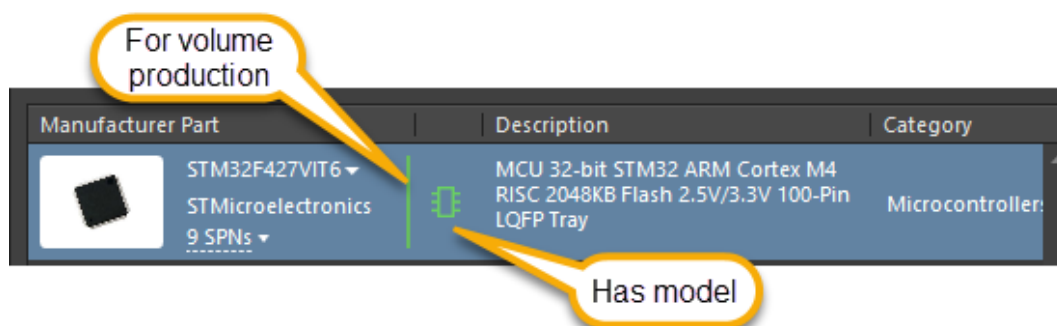 For volume
production
Manufacturer Part
Description
Category
STM32F427VIT6
STMicroelectronics
9 SPNs
MCU 32-bit STM32 ARM Cortex M4
RISC 2048KB Flash 2.5V/3.3V 100-Pin
LQFP Tray
Microcontroller
Has model